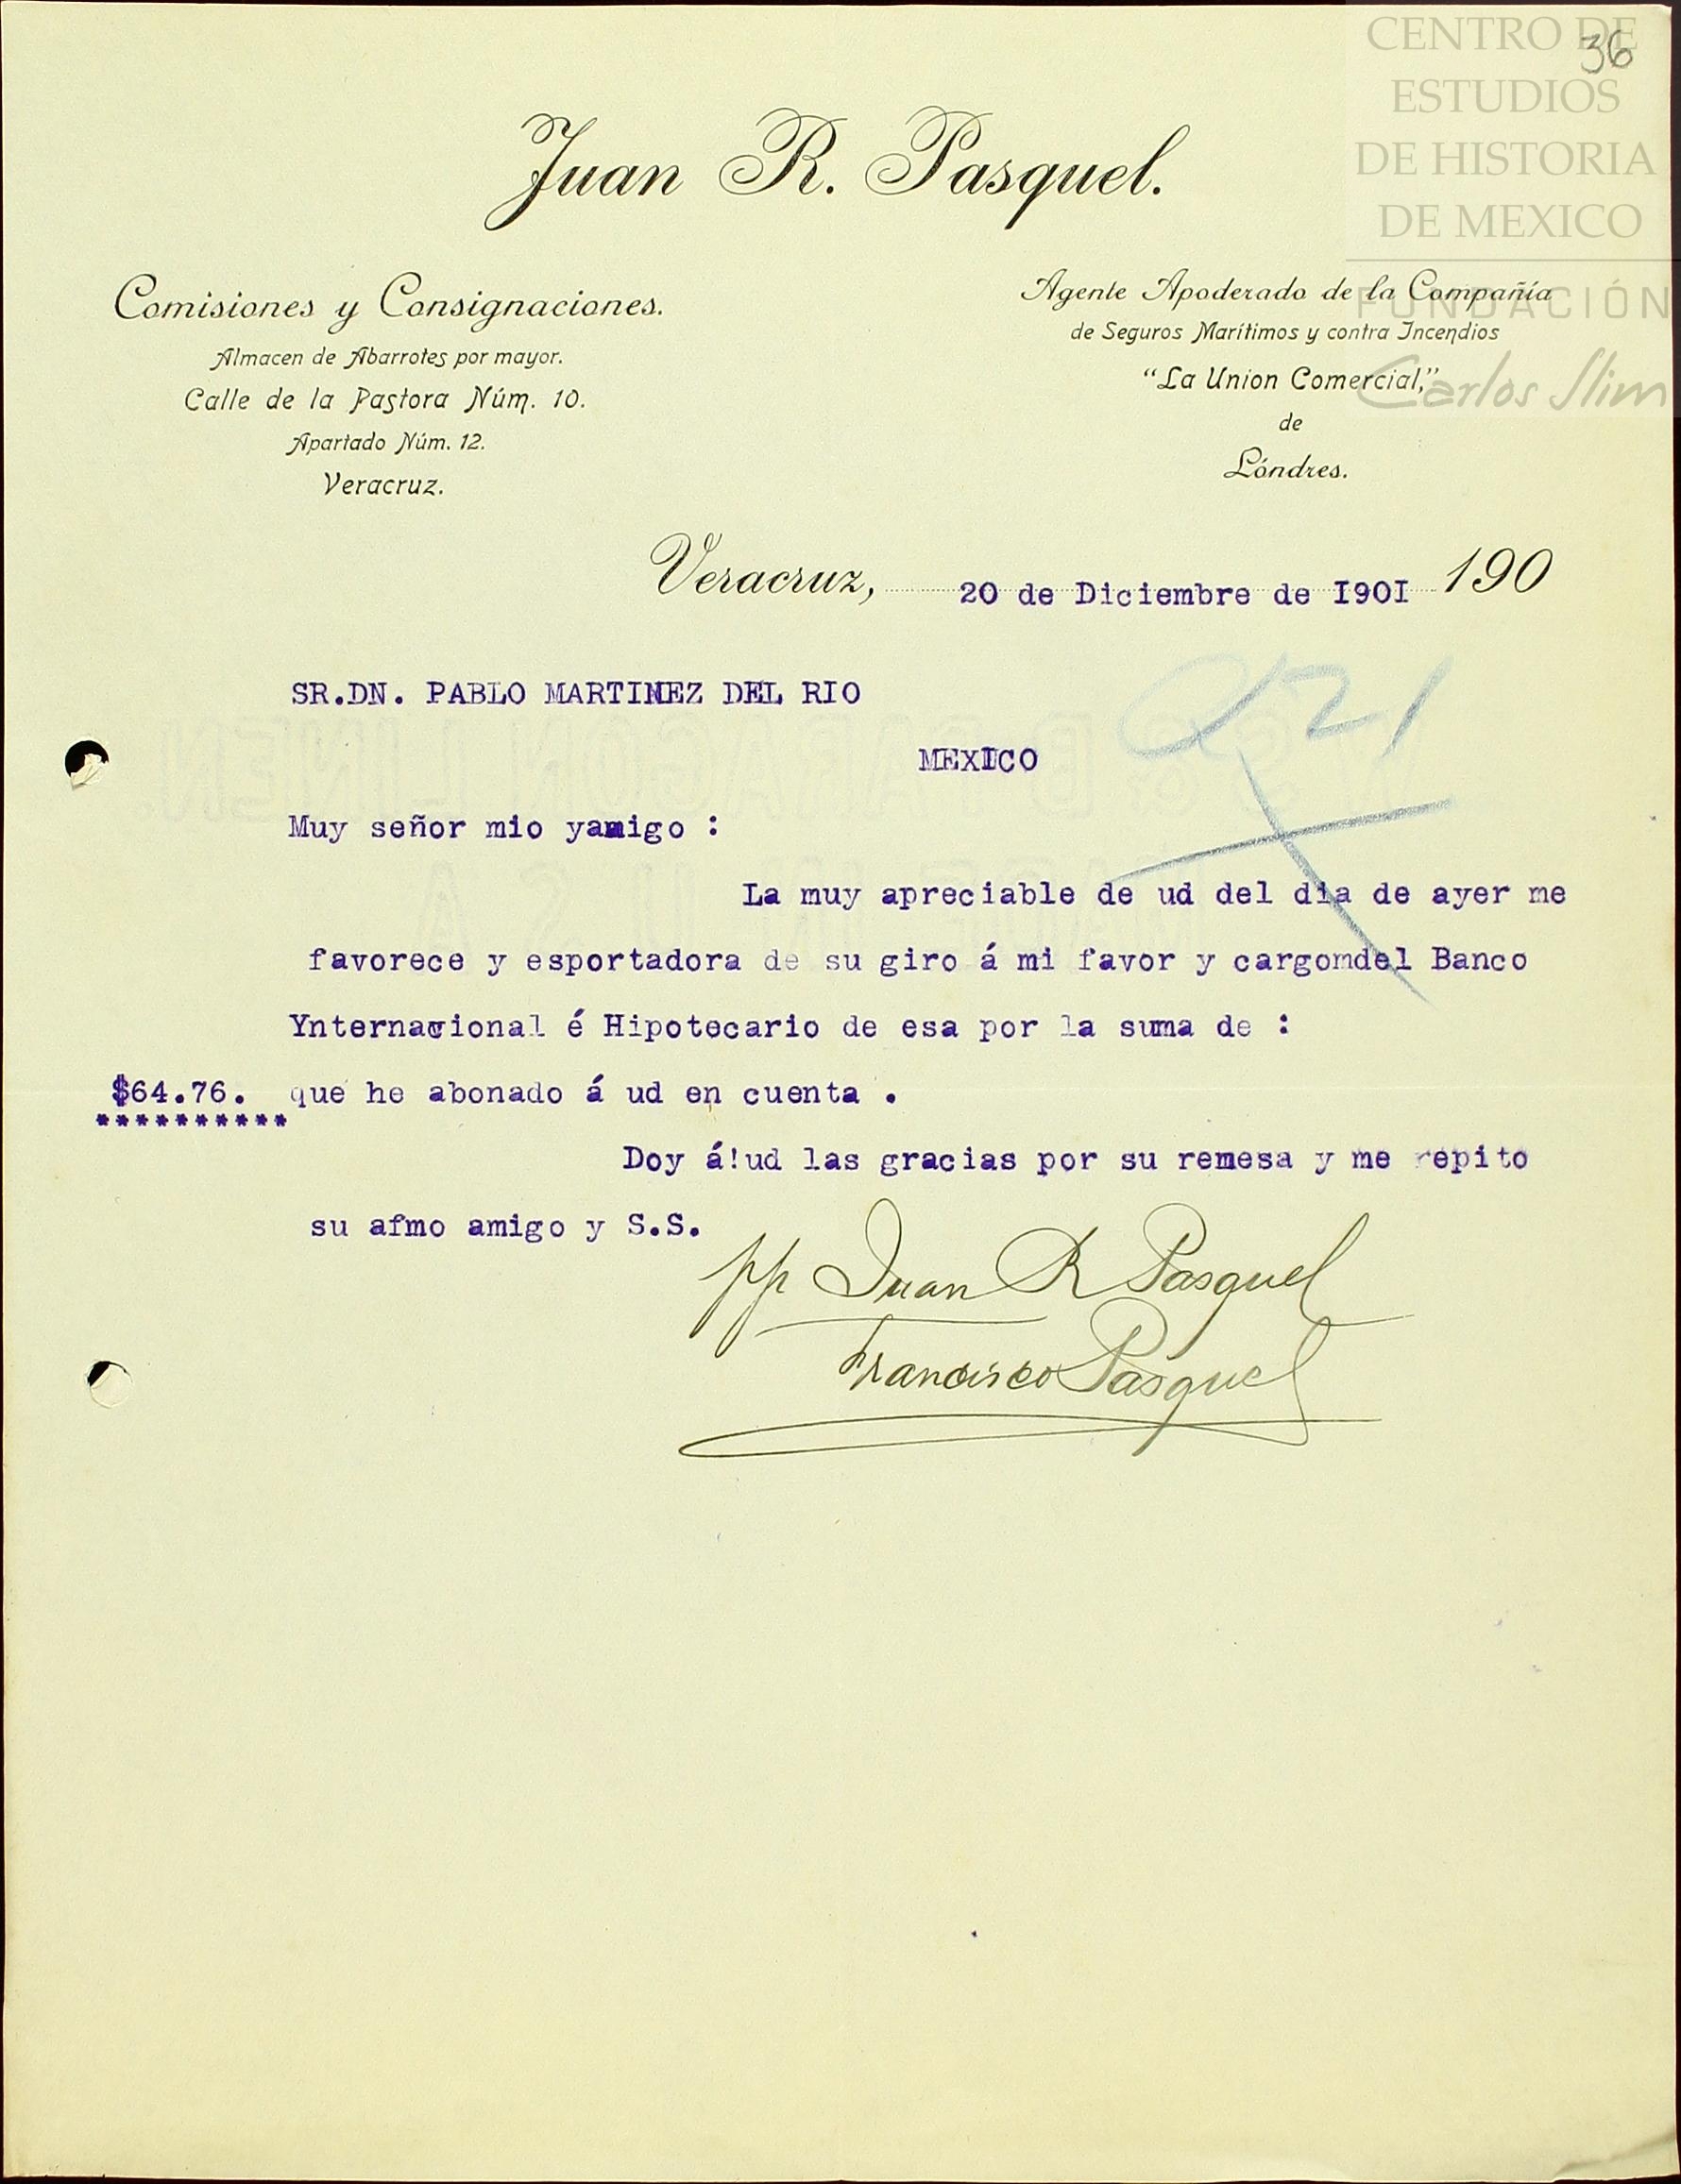 CENTRO DE
36
ESTUDIOS
DE HISTORIA
DE MEXICO
FUNDACIÓN
Carlos Slim
Juan R. Pasquel.
Comisiones y Consignaciones.
Almacen de Abarrotes por mayor.
Calle de la Pastora Núm. 10.
Apartado Núm. 12.
Veracruz.
Agente Apoderado de la Compañía
de Seguros Marítimos y contra Incendios
"La Union Comercial,"
de
Lóndres.
Veracruz, 20 de Diciembre de I90I 190
SR.DN. PABLO MARTINEZ DEL RIO
MEXICO
21
Muy señor mio yamigo :
La muy apreciable de ud del dia de ayer me
favorece y esportadora de su giro á mi favor y cargomdel Banco
Ynternacional é Hipotecario de esa por la suma de :
$64.76. que he abonado á ud en cuenta .
**********
Doy á!ud las gracias por su remesa y me repito
su afmo amigo y S.S.
pp Juan R Pasquel
Francisco Pasquel